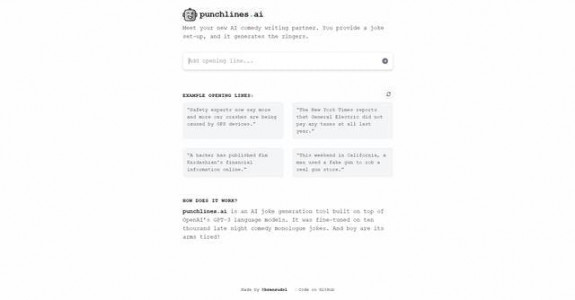 punchlines.ai
Meet your new AI comedy writing partner. You provide a joke
set-up, and it generates the zingers.
Add opening line...
EXAMPLE OPENING LINES:
"Safety experts now say more
and more car crashes are being
caused by GPS devices."
"The New York Times reports
that General Electric did not
pay any taxes at all last
year."
"A hacker has published Kim
Kardashian's financial
information online."
"This weekend in California, a
man used a fake gun to rob a
real gun store."
HOW DOES IT WORK?
punchlines.ai is an AI joke generation tool built on top of
OpenAI's GPT-3 language models. It was fine-tuned on ten
thousand late night comedy monologue jokes. And boy are its
arms tired!
Made by
Code on GitHub